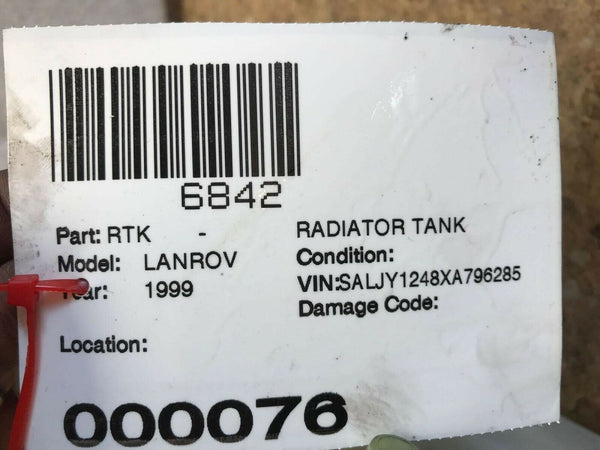 6842
Part: RTK - RADIATOR TANK
Model: LANROV Condition:
Year: 1999 VIN:SALJY1248XA796285
Damage Code:
Location:
000076